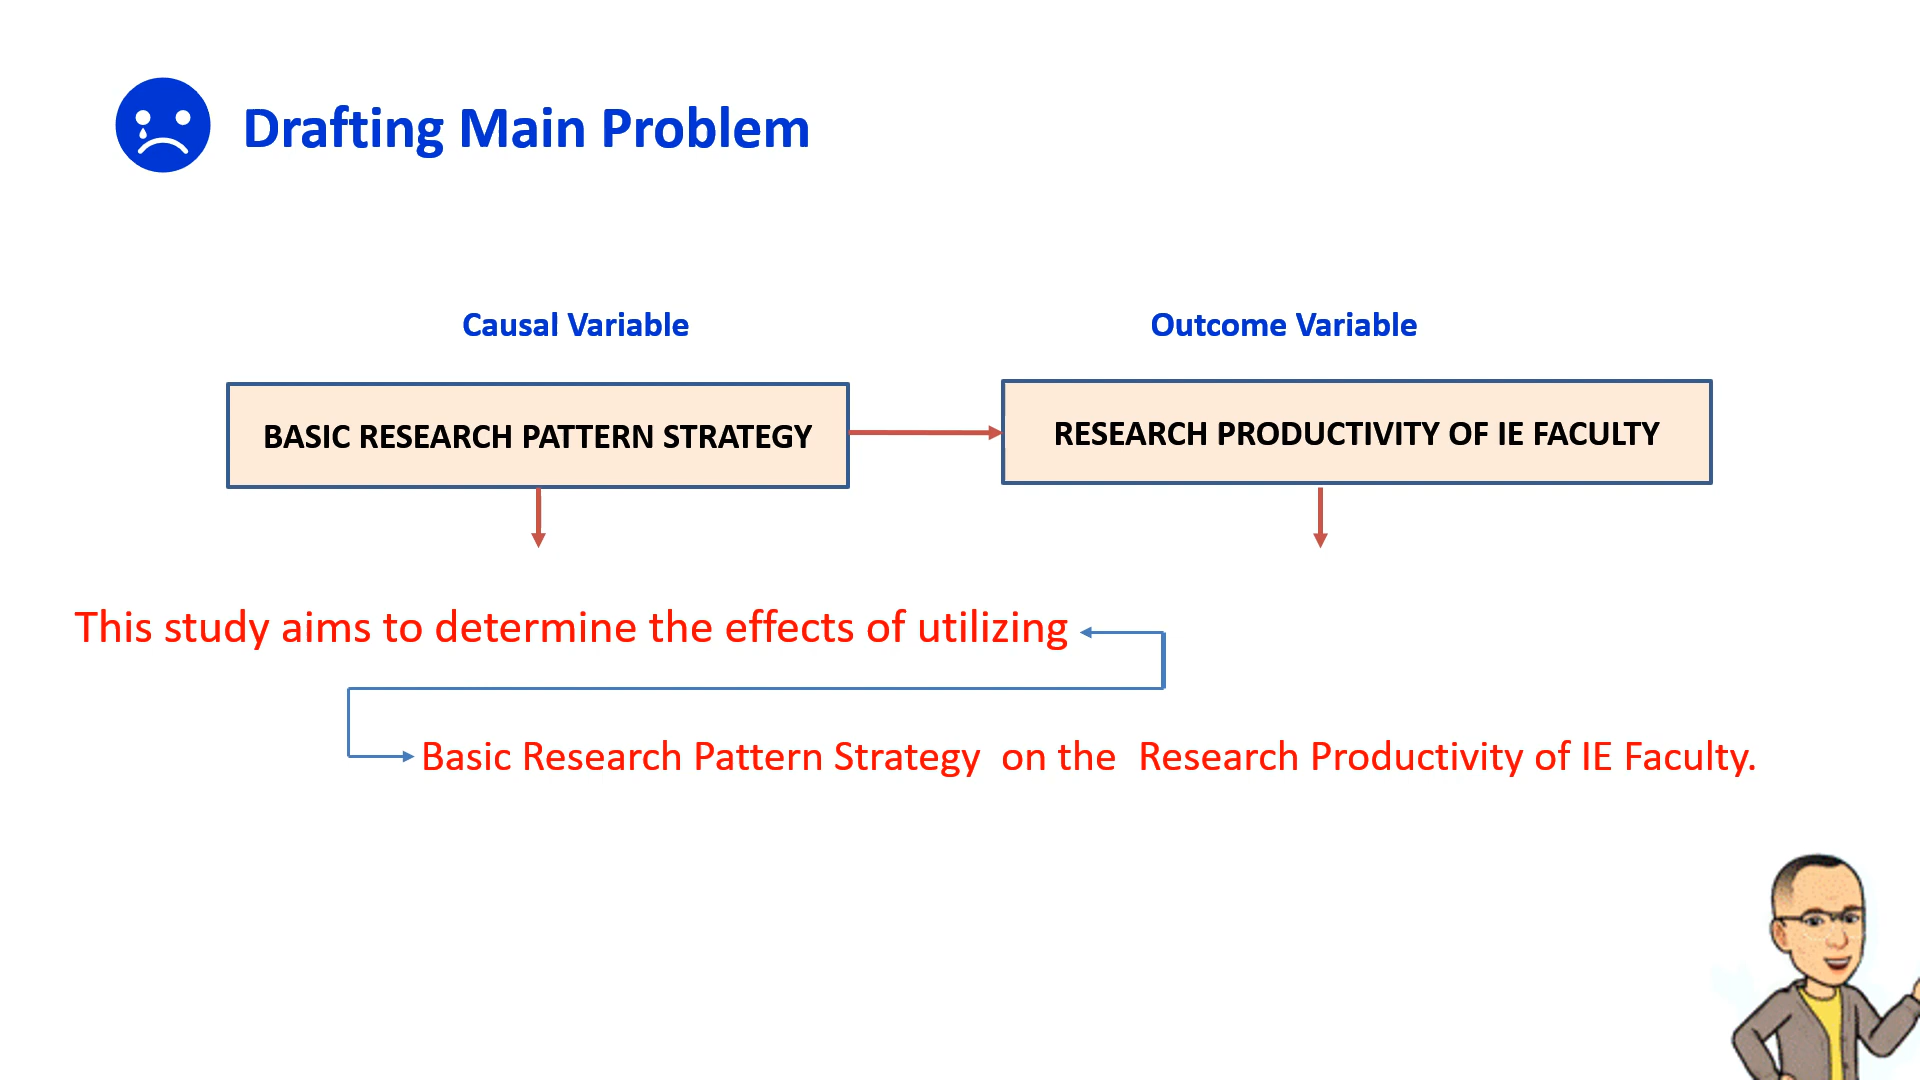 Drafting Main Problem
Causal Variable
Outcome Variable
BASIC RESEARCH PATTERN STRATEGY
RESEARCH PRODUCTIVITY OF IE FACULTY
This study aims to determine the effects of utilizing
Basic Research Pattern Strategy on the Research Productivity of IE Faculty.